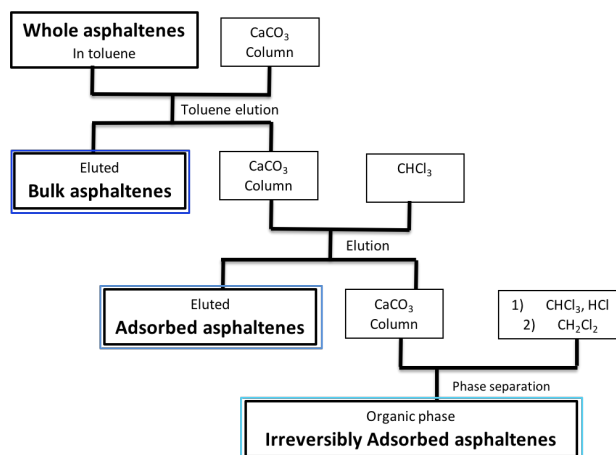 Whole asphaltenes
In toluene
CaCO₃
Column
Toluene elution
Eluted
Bulk asphaltenes
CaCO₃
Column
CHCl₃
Elution
Eluted
Adsorbed asphaltenes
CaCO₃
Column
1) CHCl₃, HCl
2) CH₂Cl₂
Phase separation
Organic phase
Irreversibly Adsorbed asphaltenes